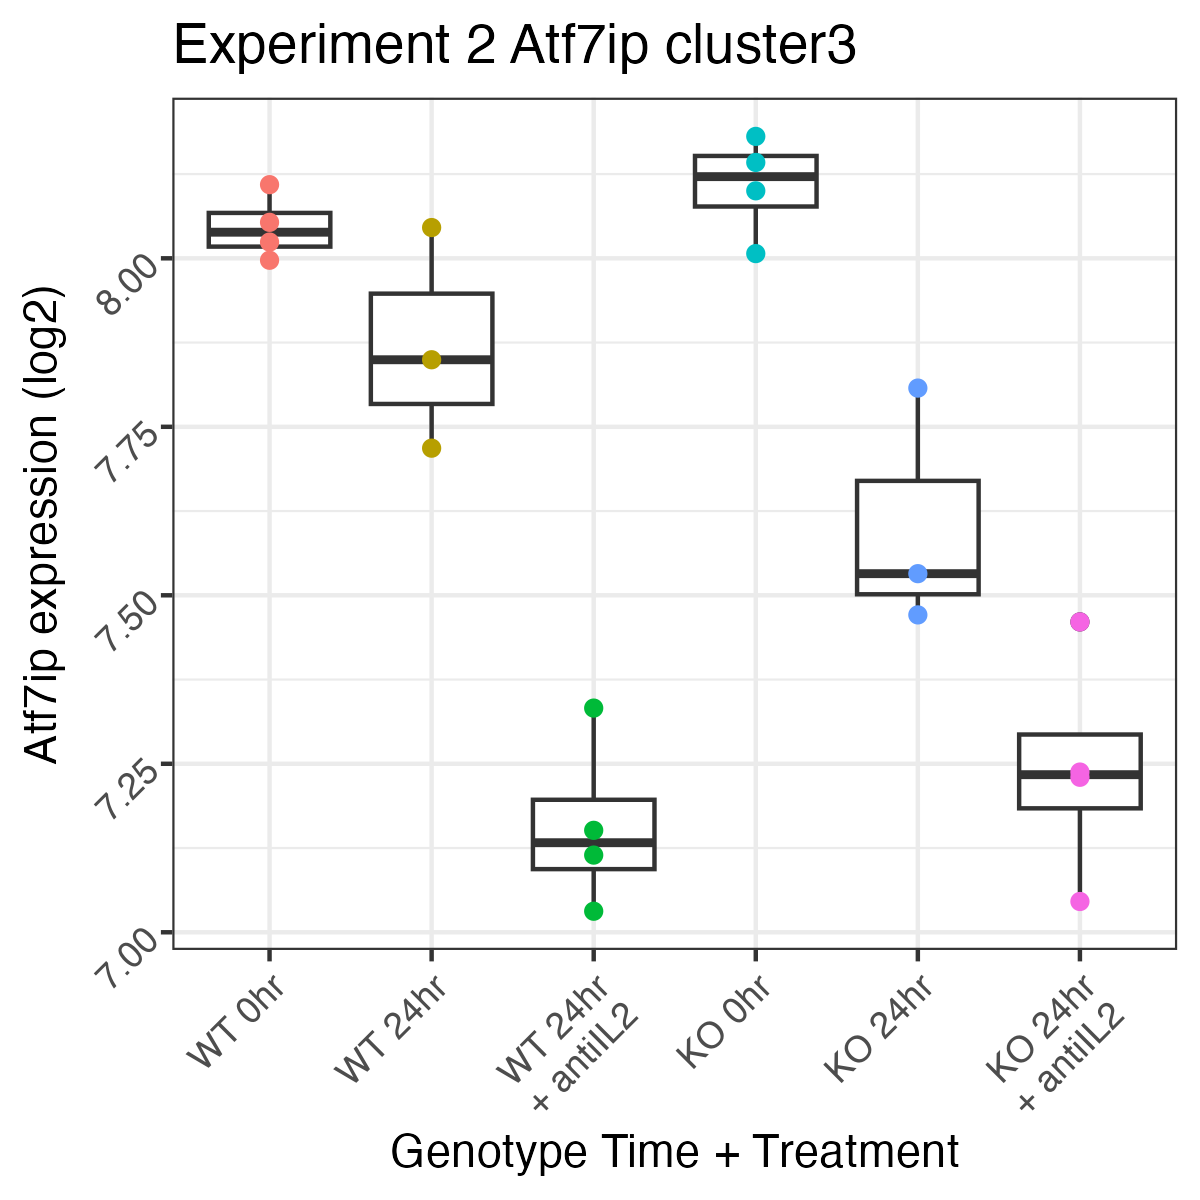 Experiment 2 Atf7ip cluster3
Atf7ip expression (log2)
8.00
7.75
7.50
7.25
7.00
WT 0hr
WT 24hr
WT 24hr
+ antiIL2
KO 0hr
KO 24hr
KO 24hr
+ antiIL2
Genotype Time + Treatment